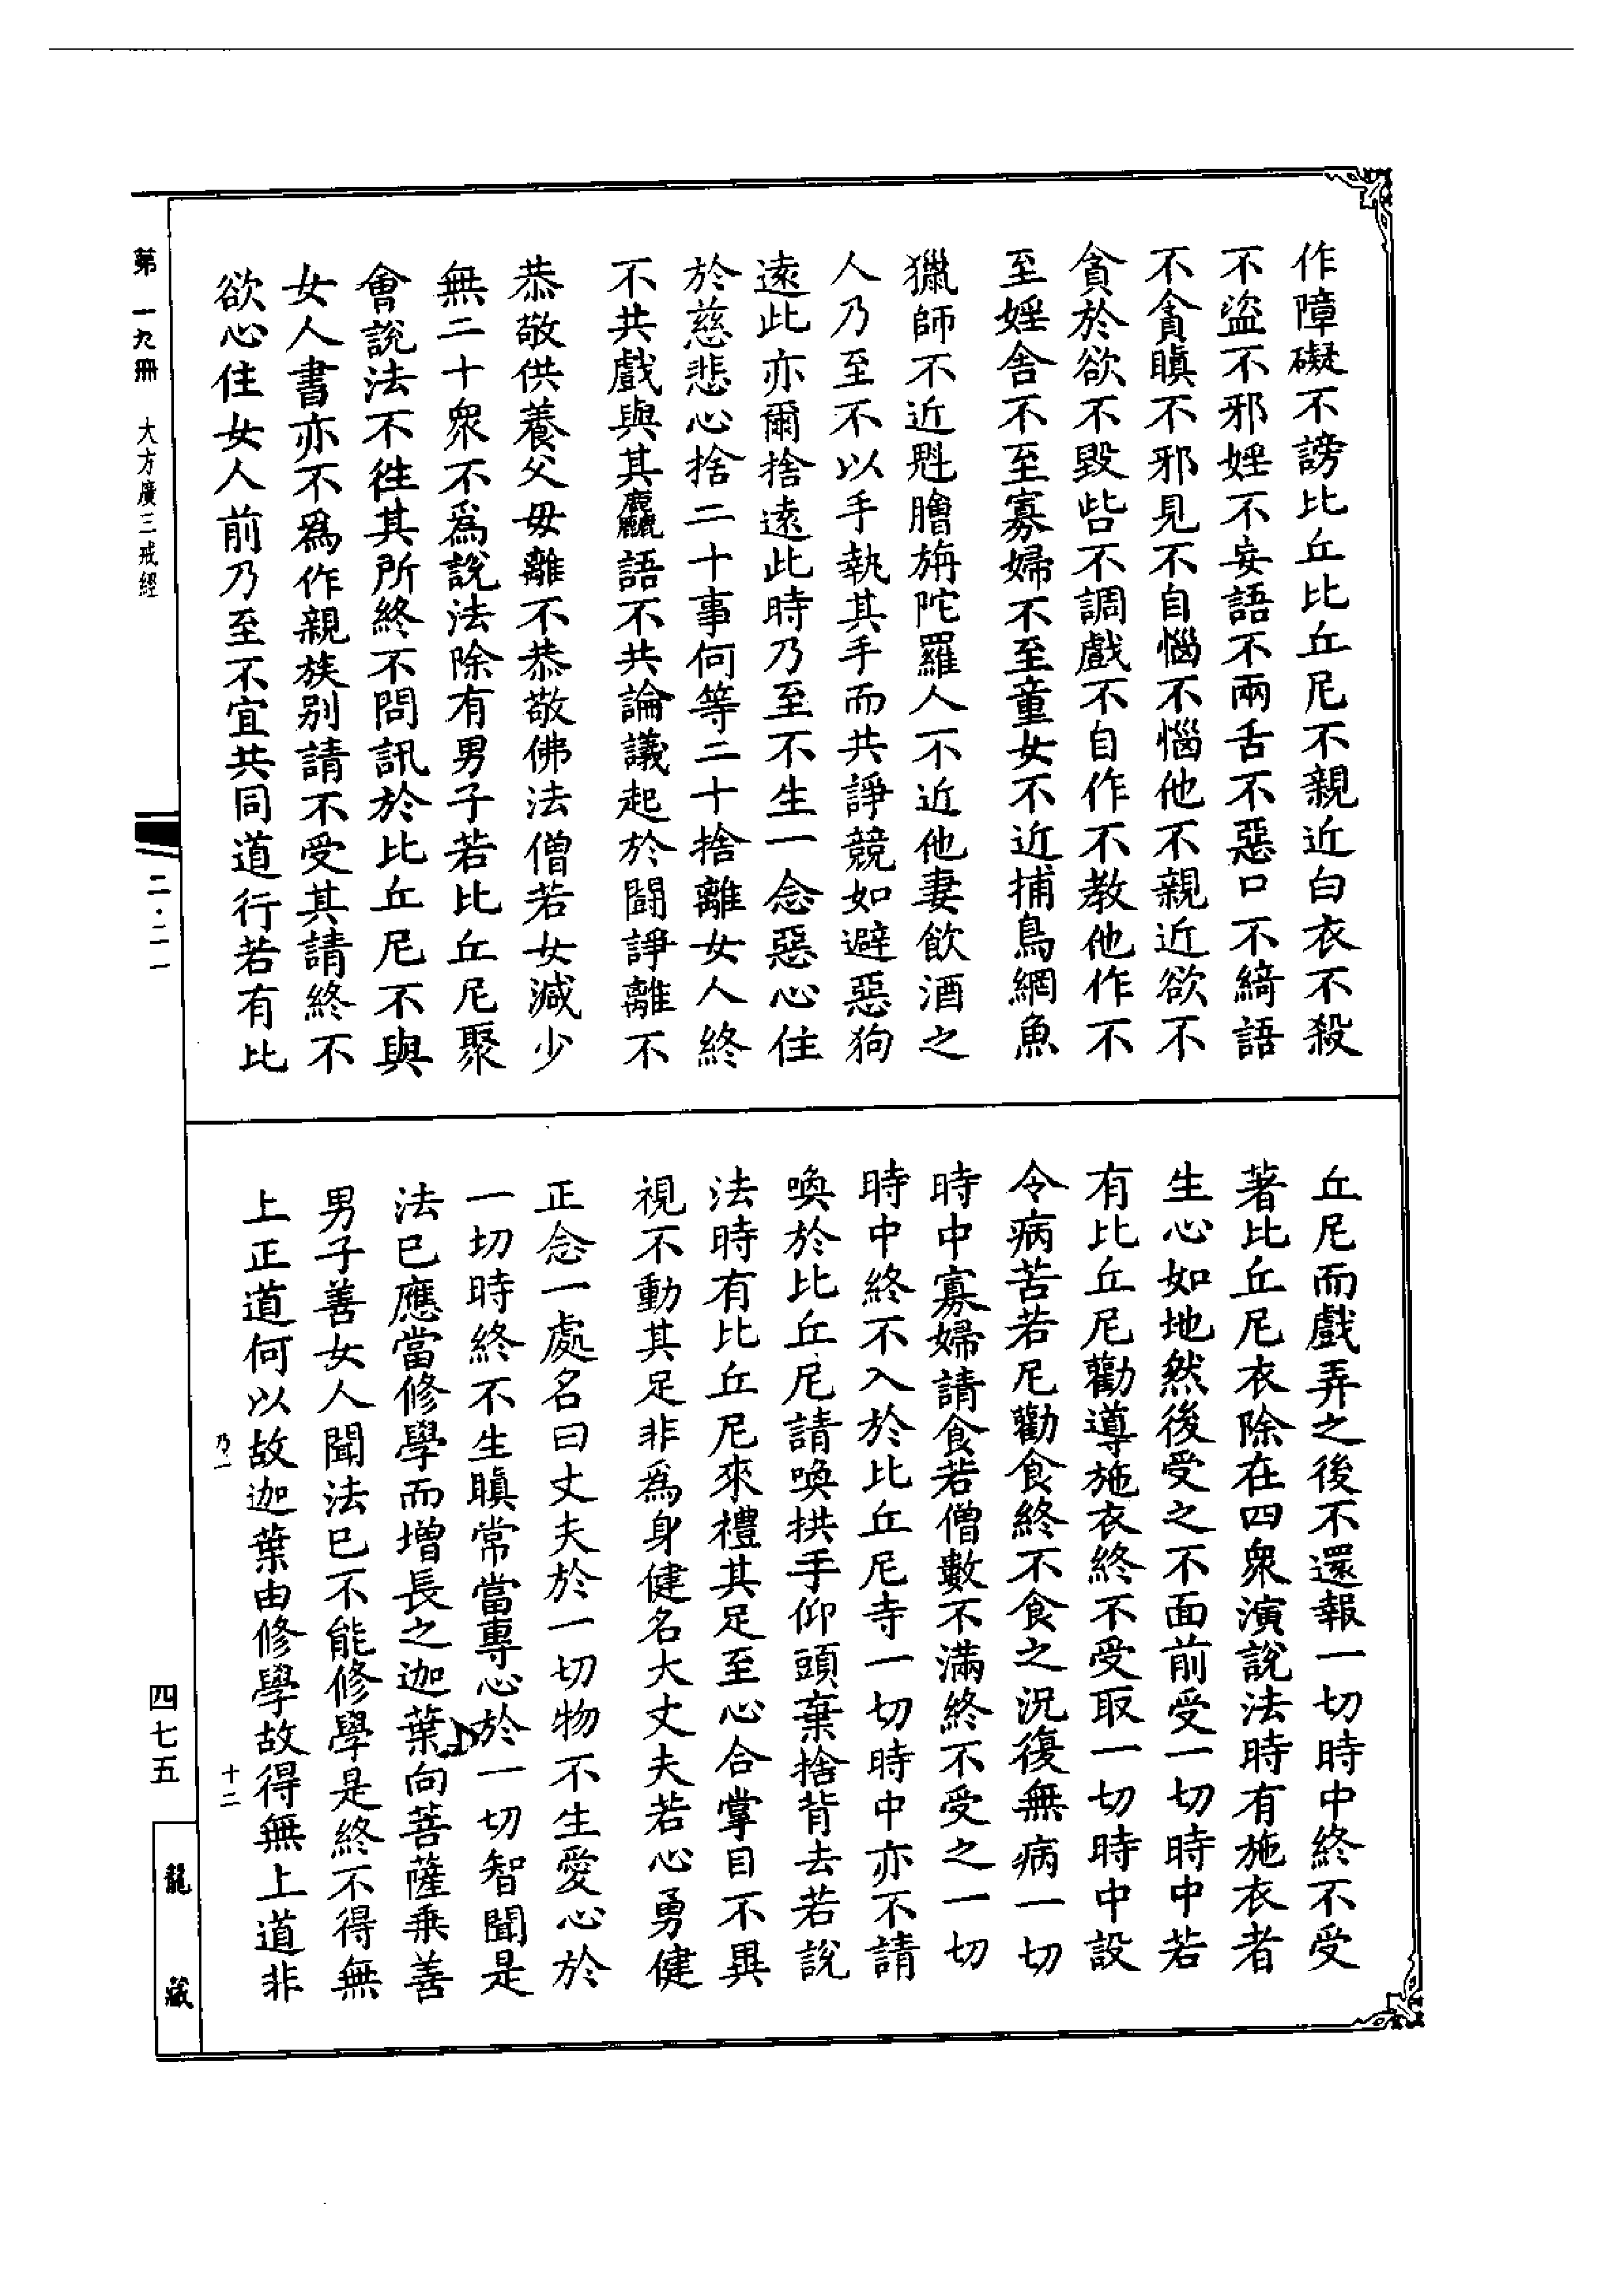 作障礙不謗比丘比丘尼不親近白衣不殺
不盜不邪婬不妄語不兩舌不惡口不綺語
不貪瞋不邪見不自惱不惱他不親近欲不
貪於欲不毀呰不調戲不自作不教他作不
至婬舍不至寡婦不至童女不近捕鳥網魚
獵師不近魁膾旃陀羅人不近他妻飲酒之
人乃至不以手執其手而共諍競如避惡狗
遠此亦爾捨遠此時乃至不生一念惡心住
於慈悲心捨二十事何等二十捨離女人終
不共戲與其麤語不共論議起於鬪諍離不
恭敬供養父毋離不恭敬佛法僧若女減少
無二十衆不爲說法除有男子若比丘尼聚
會說法不徃其所終不問訊於比丘尼不與
女人書亦不爲作親族別請不受其請終不
欲心住女人前乃至不宜共同道行若有比
丘尼而戲弄之後不還報一切時中終不受
著比丘尼衣除在四衆演說法時有施衣者
生心如地然後受之不面前受一切時中若
有比丘尼勸導施衣終不受取一切時中設
令病苦若尼勸食終不食之況復無病一切
時中寡婦請食若僧數不滿終不受之一切
時中終不入於比丘尼寺一切時中亦不請
喚於比丘尼請喚拱手仰頭棄捨背去若說
法時有比丘尼來禮其足至心合掌目不異
視不動其足非爲身健名大丈夫若心勇健
正念一處名曰丈夫於一切物不生愛心於
一切時終不生瞋常當專心於一切智聞是
法已應當修學而增長之迦葉向菩薩乗善
男子善女人聞法已不能修學是終不得無
上正道何以故迦葉由修學故得無上道非
乃一
十二
第一九冊
大方廣三戒經
二·二一
四七五
龍藏